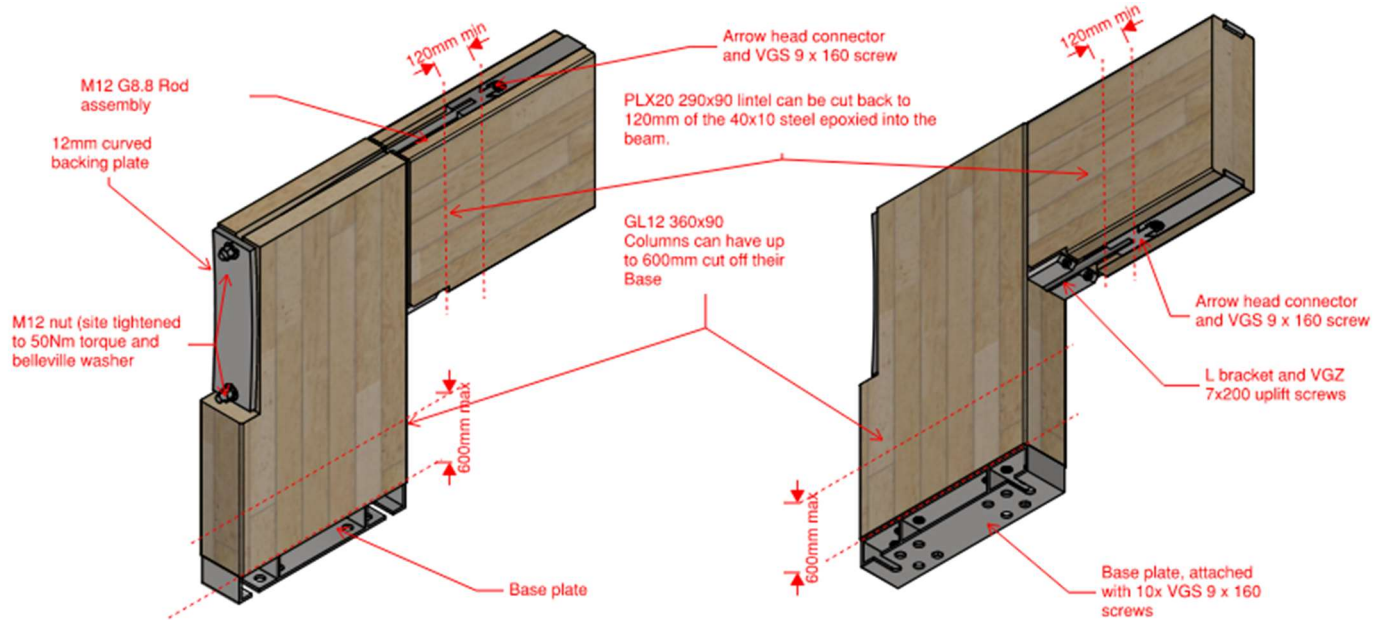 120mm min
Arrow head connector
and VGS 9 x 160 screw
M12 G8.8 Rod
assembly
12mm curved
backing plate
PLX20 290x90 lintel can be cut back to
120mm of the 40x10 steel epoxied into the
beam.
GL12 360x90
Columns can have up
to 600mm cut off their
Base
M12 nut (site tightened
to 50Nm torque and
belleville washer
600mm max
Base plate
120mm min
Arrow head connector
and VGS 9 x 160 screw
L bracket and VGZ
7x200 uplift screws
600mm max
Base plate, attached
with 10x VGS 9 x 160
screws